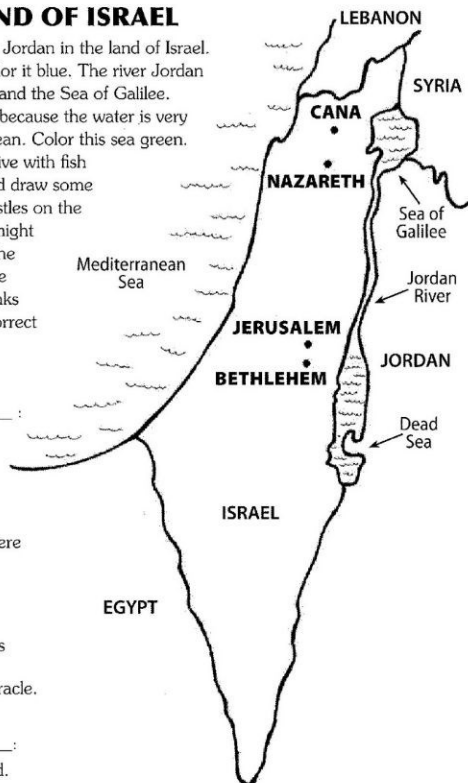 ND OF ISRAEL
Jordan in the land of Israel.
or it blue. The river Jordan
and the Sea of Galilee.
because the water is very
ean. Color this sea green.
ive with fish
d draw some
stles on the
night
ne
e
nks
orrect
:
ere
s
racle.
:
d.
LEBANON
SYRIA
CANA
NAZARETH
Sea of
Galilee
Mediterranean
Sea
Jordan
River
JERUSALEM
BETHLEHEM
JORDAN
Dead
Sea
ISRAEL
EGYPT